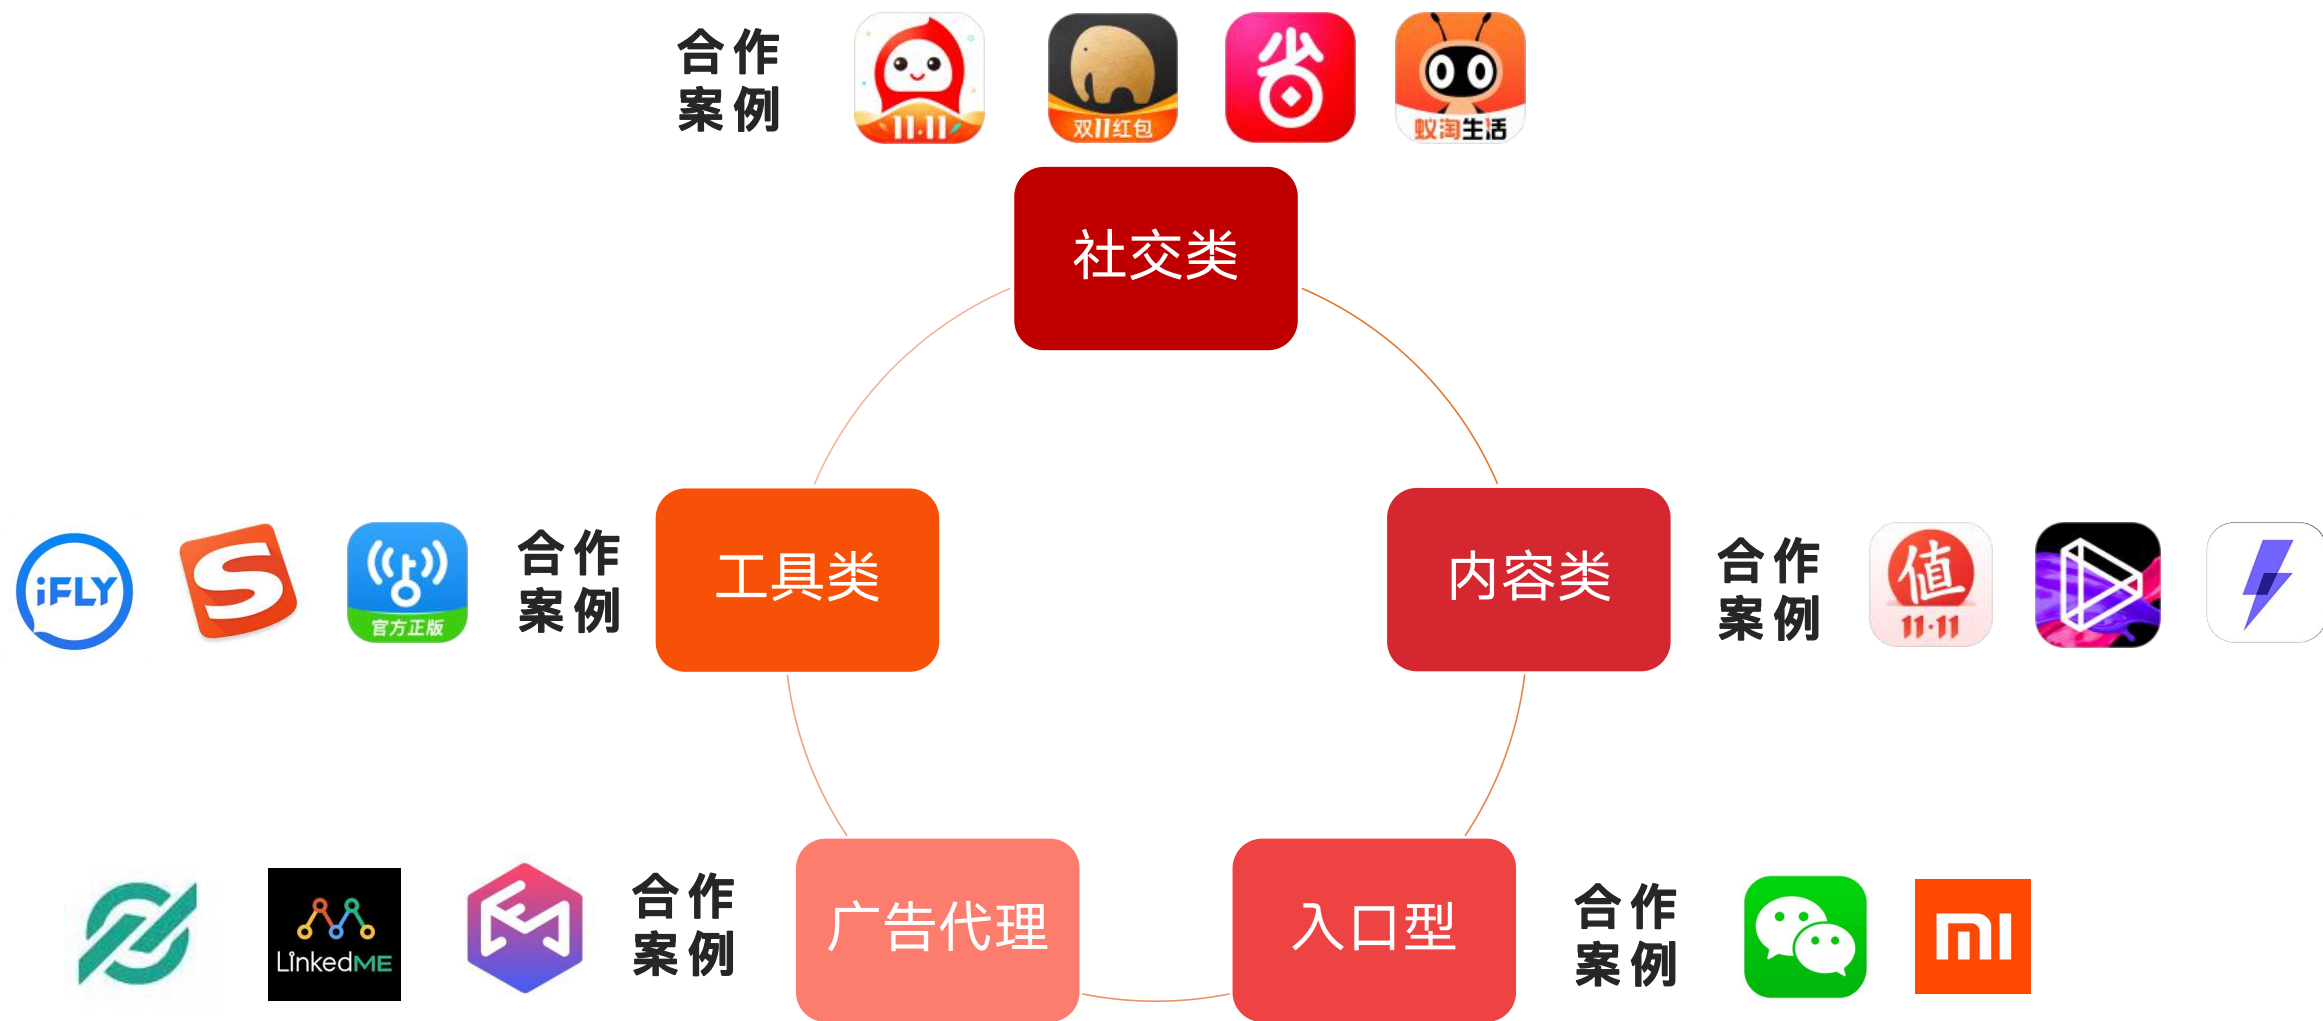 合作
案例
11.11
双11红包
省
蚁淘生活
社交类
iFLY
S
官方正版
合作
案例
工具类
内容类
合作
案例
值
11·11
LinkedME
合作
案例
广告代理
入口型
合作
案例
mi